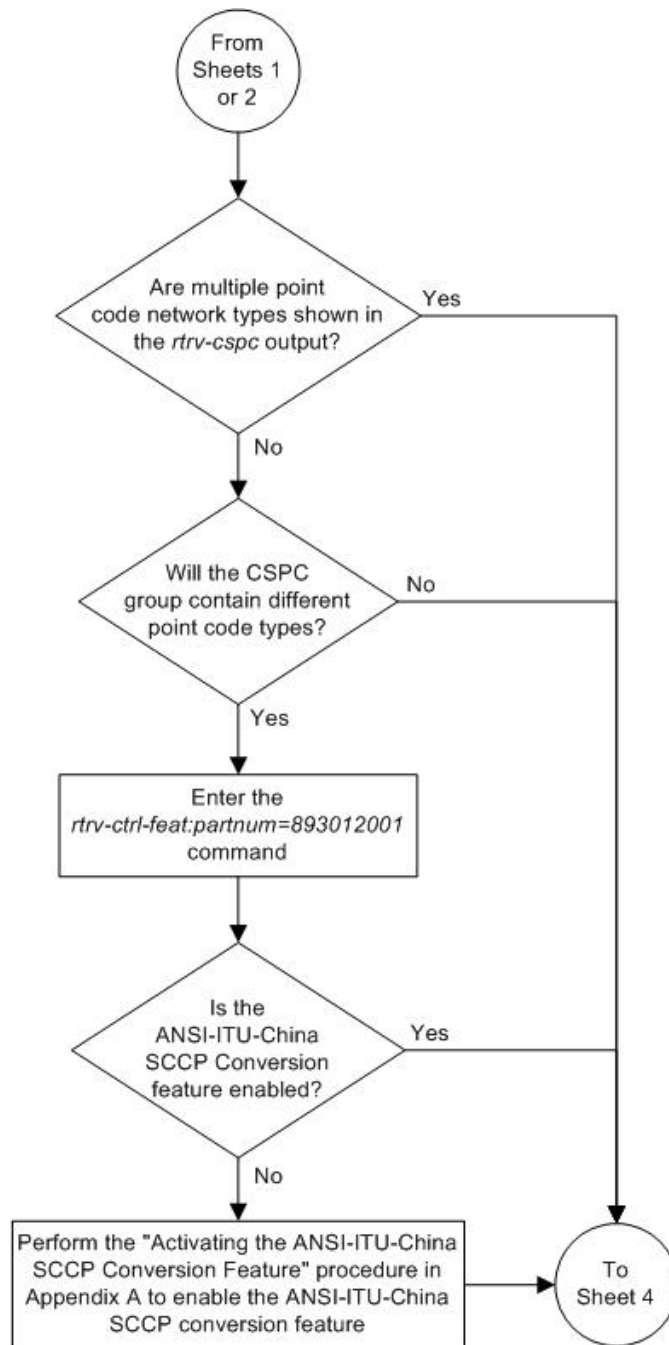 From
Sheets 1
or 2
Are multiple point
code network types shown in
the rtrv-cspc output?
Yes
No
Will the CSPC
group contain different
point code types?
No
Yes
Enter the
rtrv-ctrl-feat:partnum=893012001
command
Is the
ANSI-ITU-China
SCCP Conversion
feature enabled?
Yes
No
Perform the "Activating the ANSI-ITU-China
SCCP Conversion Feature" procedure in
Appendix A to enable the ANSI-ITU-China
SCCP conversion feature
To
Sheet 4